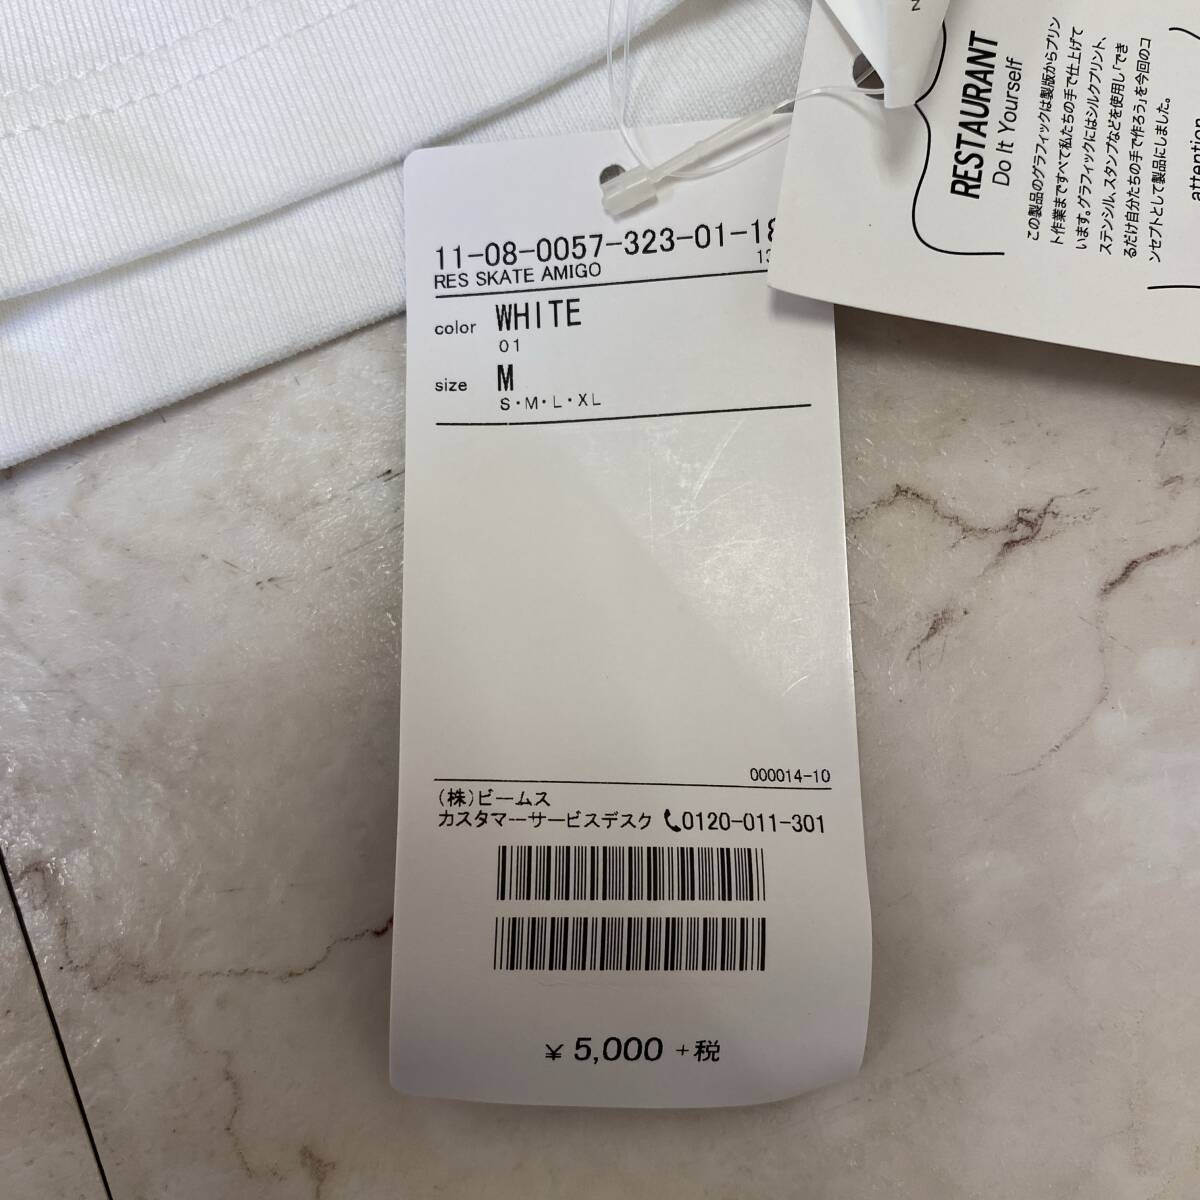 11-08-0057-323-01-18
RES SKATE AMIGO
13
color WHITE
01
size M
S・M・L・XL
000014-10
(株)ビームス
カスタマーサービスデスク 0120-011-301
¥ 5,000 +税
RESTAURANT
Do It Yourself
この製品のグラフィックは製版からプリン
ト作業まですべて私たちの手で仕上げて
います。グラフィックにはシルクプリント、
ステンシル、スタンプなどを使用し「でき
るだけ自分たちの手で作ろう」を今回のコ
ンセプトとして製品にしました。
attention